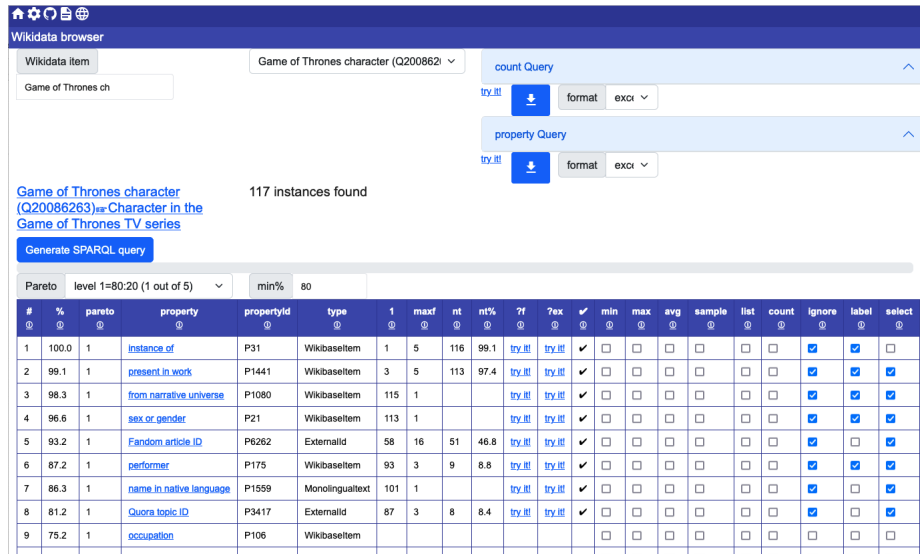 Wikidata browser
Wikidata item
Game of Thrones character (Q200862(
count Query
Game of Thrones ch
try it!
format
exce
property Query
try it!
format
exce
Game of Thrones character
(Q20086263)☞Character in the
Game of Thrones TV series
117 instances found
Generate SPARQL query
Pareto level 1=80:20 (1 out of 5) min% 80
# % pareto property propertyId type 1 maxf nt nt% ?f ?ex ✔ min max avg sample list count ignore label select
1 100.0 1 instance of P31 WikibaseItem 1 5 116 99.1 try it! try it! ✔
2 99.1 1 present in work P1441 WikibaseItem 3 5 113 97.4 try it! try it! ✔
3 98.3 1 from narrative universe P1080 WikibaseItem 115 1 try it! try it! ✔
4 96.6 1 sex or gender P21 WikibaseItem 113 1 try it! try it! ✔
5 93.2 1 Fandom article ID P6262 ExternalId 58 16 51 46.8 try it! try it! ✔
6 87.2 1 performer P175 WikibaseItem 93 3 9 8.8 try it! try it! ✔
7 86.3 1 name in native language P1559 Monolingualtext 101 1 try it! try it! ✔
8 81.2 1 Quora topic ID P3417 ExternalId 87 3 8 8.4 try it! try it! ✔
9 75.2 1 occupation P106 WikibaseItem